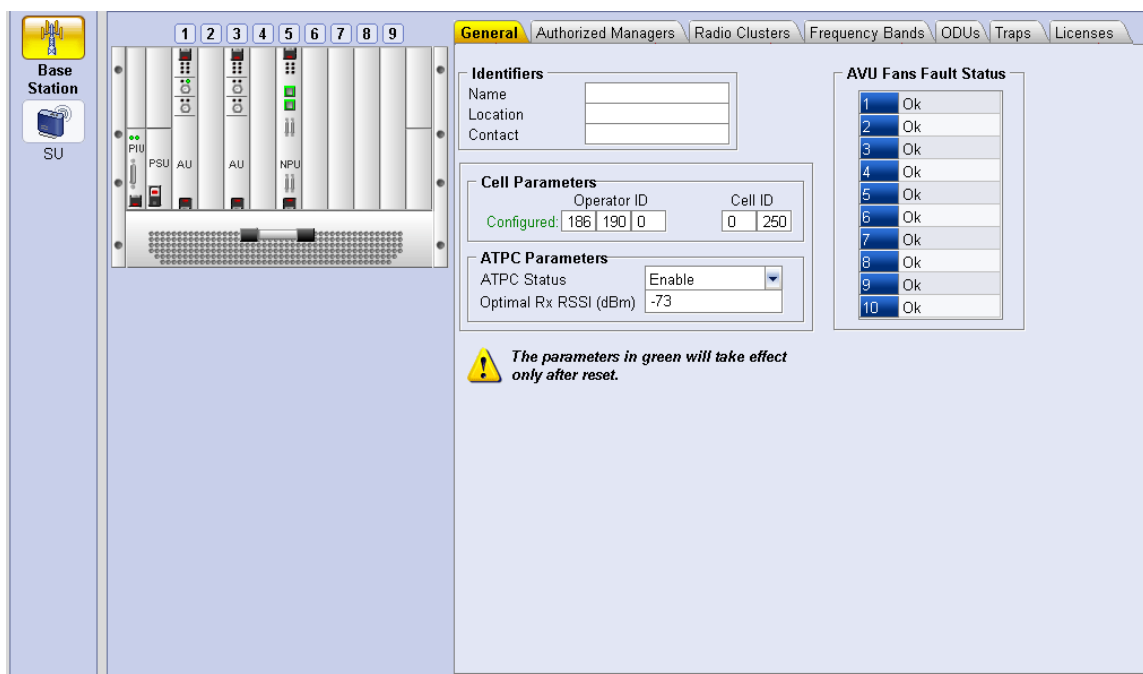 Base
Station
SU
1 2 3 4 5 6 7 8 9
PIU
PSU AU AU NPU
General Authorized Managers Radio Clusters Frequency Bands ODUs Traps Licenses
Identifiers
Name
Location
Contact
Cell Parameters
Operator ID Cell ID
Configured: 186 190 0 0 250
ATPC Parameters
ATPC Status Enable
Optimal Rx RSSI (dBm) -73
The parameters in green will take effect
only after reset.
AVU Fans Fault Status
1 Ok
2 Ok
3 Ok
4 Ok
5 Ok
6 Ok
7 Ok
8 Ok
9 Ok
10 Ok